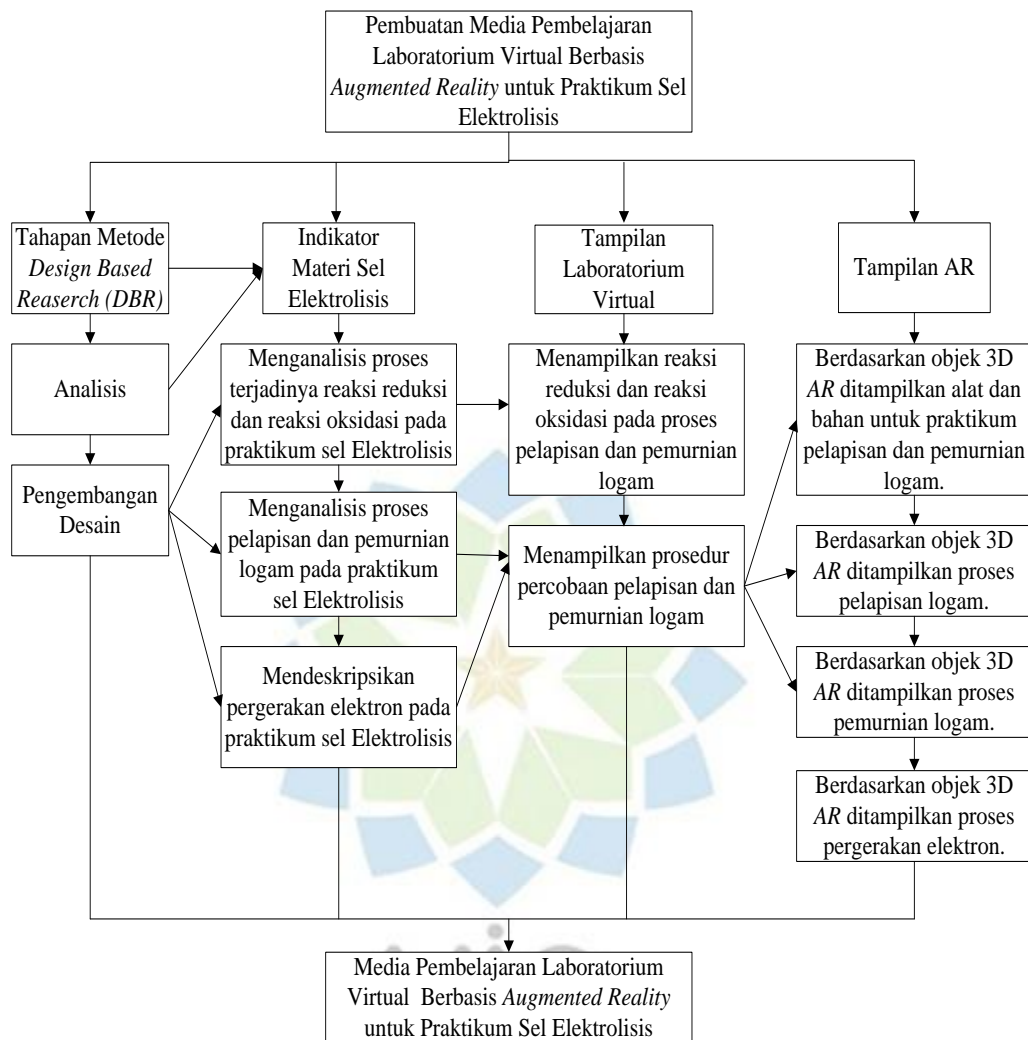 Pembuatan Media Pembelajaran
Laboratorium Virtual Berbasis
Augmented Reality untuk Praktikum Sel
Elektrolisis
Tahapan Metode
Design Based
Reaserch (DBR)
Indikator
Materi Sel
Elektrolisis
Tampilan
Laboratorium
Virtual
Tampilan AR
Analisis
Pengembangan
Desain
Menganalisis proses
terjadinya reaksi reduksi
dan reaksi oksidasi pada
praktikum sel Elektrolisis
Menganalisis proses
pelapisan dan pemurnian
logam pada praktikum
sel Elektrolisis
Mendeskripsikan
pergerakan elektron pada
praktikum sel Elektrolisis
Menampilkan reaksi
reduksi dan reaksi
oksidasi pada proses
pelapisan dan pemurnian
logam
Menampilkan prosedur
percobaan pelapisan dan
pemurnian logam
Berdasarkan objek 3D
AR ditampilkan alat dan
bahan untuk praktikum
pelapisan dan pemurnian
logam.
Berdasarkan objek 3D
AR ditampilkan proses
pelapisan logam.
Berdasarkan objek 3D
AR ditampilkan proses
pemurnian logam.
Berdasarkan objek 3D
AR ditampilkan proses
pergerakan elektron.
Media Pembelajaran Laboratorium
Virtual Berbasis Augmented Reality
untuk Praktikum Sel Elektrolisis